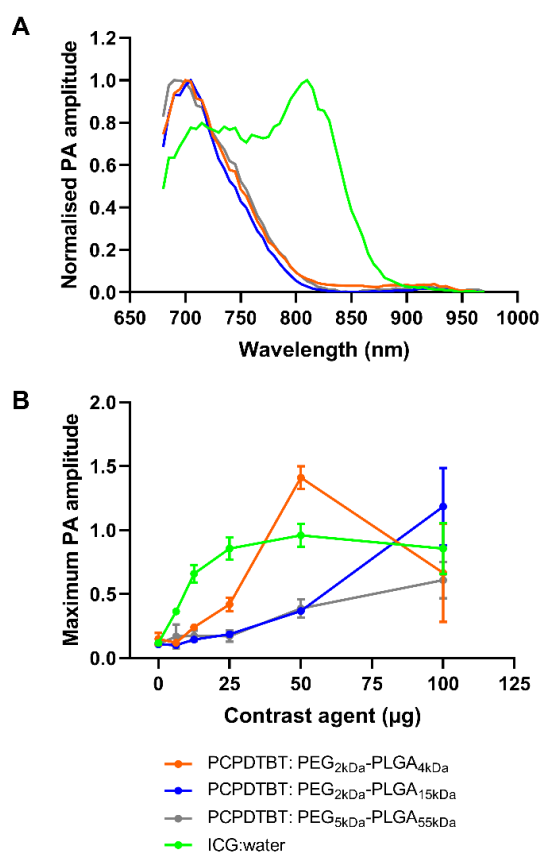 A
Normalised PA amplitude
1.2
1.0
0.8
0.6
0.4
0.2
0.0
650 700 750 800 850 900 950 1000
Wavelength (nm)
B
Maximum PA amplitude
2.0
1.5
1.0
0.5
0.0
0 25 50 75 100 125
Contrast agent (µg)
PCPDTBT: PEG2kDa-PLGA4kDa
PCPDTBT: PEG2kDa-PLGA15kDa
PCPDTBT: PEG5kDa-PLGA55kDa
ICG:water